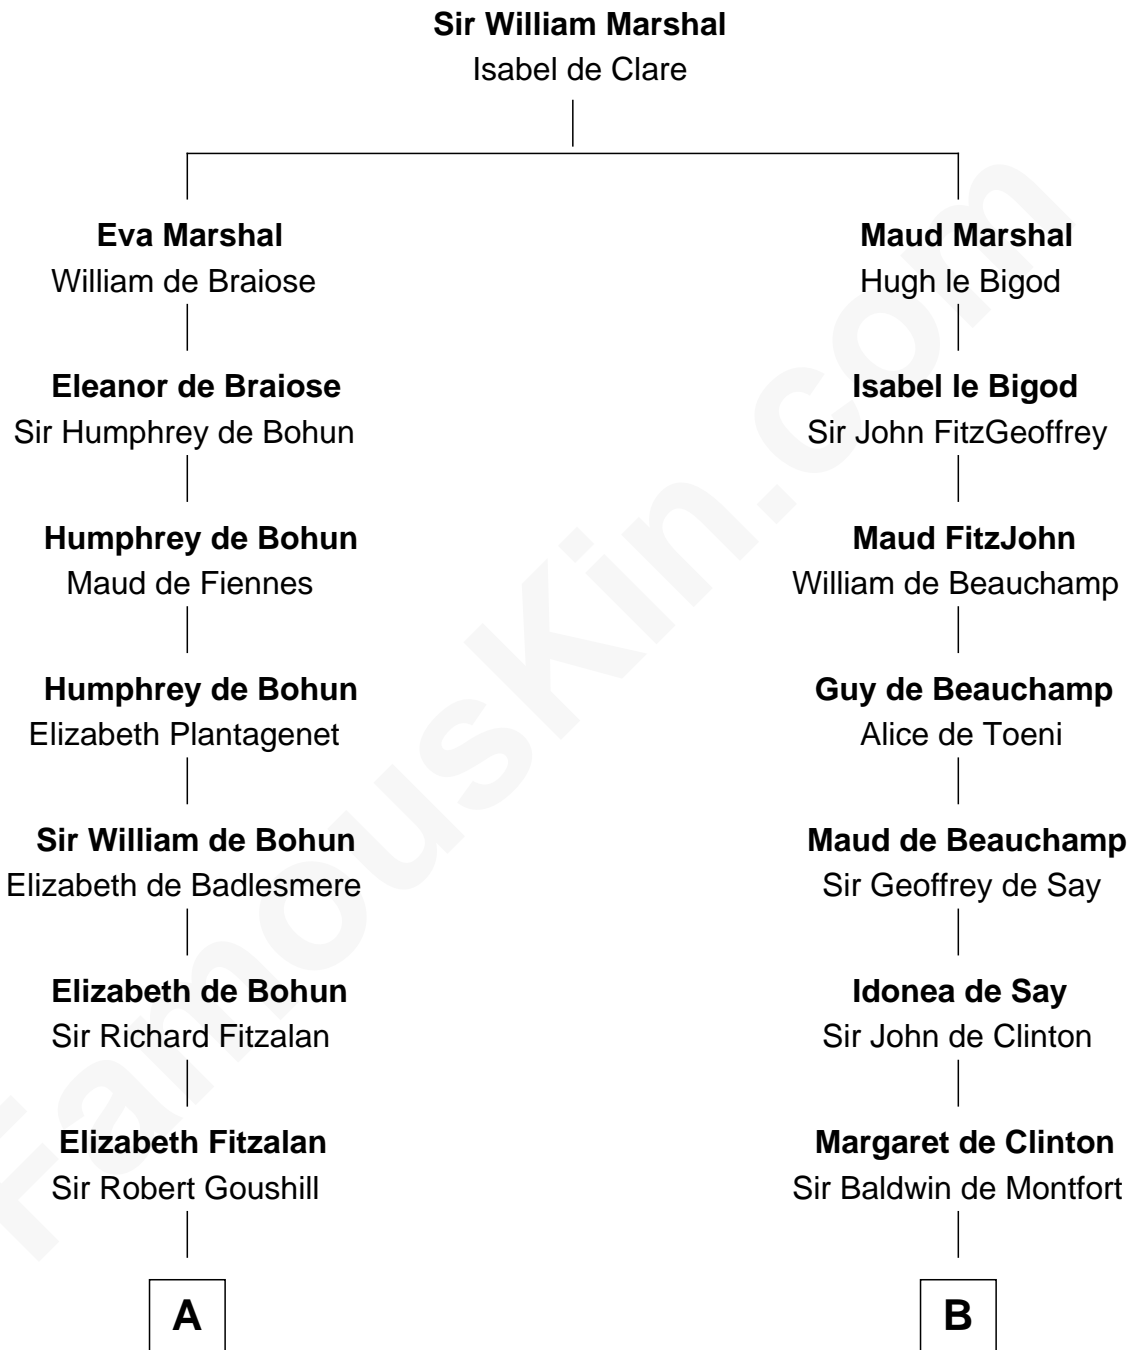 Sir William Marshal
Isabel de Clare
Eva Marshal
William de Braiose
Maud Marshal
Hugh le Bigod
Eleanor de Braiose
Sir Humphrey de Bohun
Isabel le Bigod
Sir John FitzGeoffrey
Humphrey de Bohun
Maud de Fiennes
Maud FitzJohn
William de Beauchamp
Humphrey de Bohun
Elizabeth Plantagenet
Guy de Beauchamp
Alice de Toeni
Sir William de Bohun
Elizabeth de Badlesmere
Maud de Beauchamp
Sir Geoffrey de Say
Elizabeth de Bohun
Sir Richard Fitzalan
Idonea de Say
Sir John de Clinton
Elizabeth Fitzalan
Sir Robert Goushill
Margaret de Clinton
Sir Baldwin de Montfort
A
B
FamousKin.com